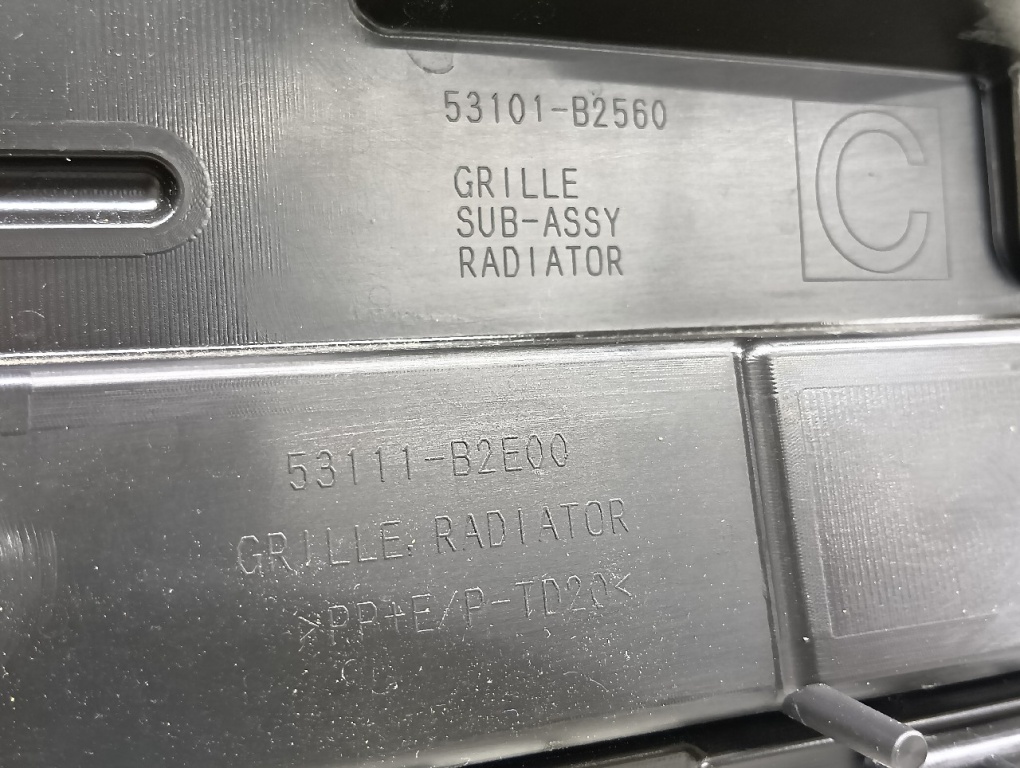 53101-B2560
C
GRILLE
SUB-ASSY
RADIATOR
53111-B2E00
GRILLE, RADIATOR
>PP+E/P-TD20<